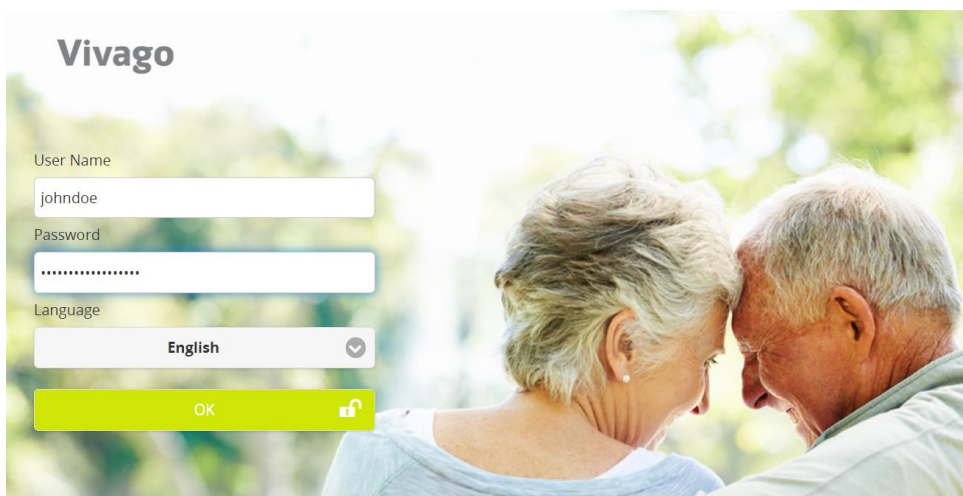 Vivago
User Name
johndoe
Password
••••••••••••••••••
Language
English
OK